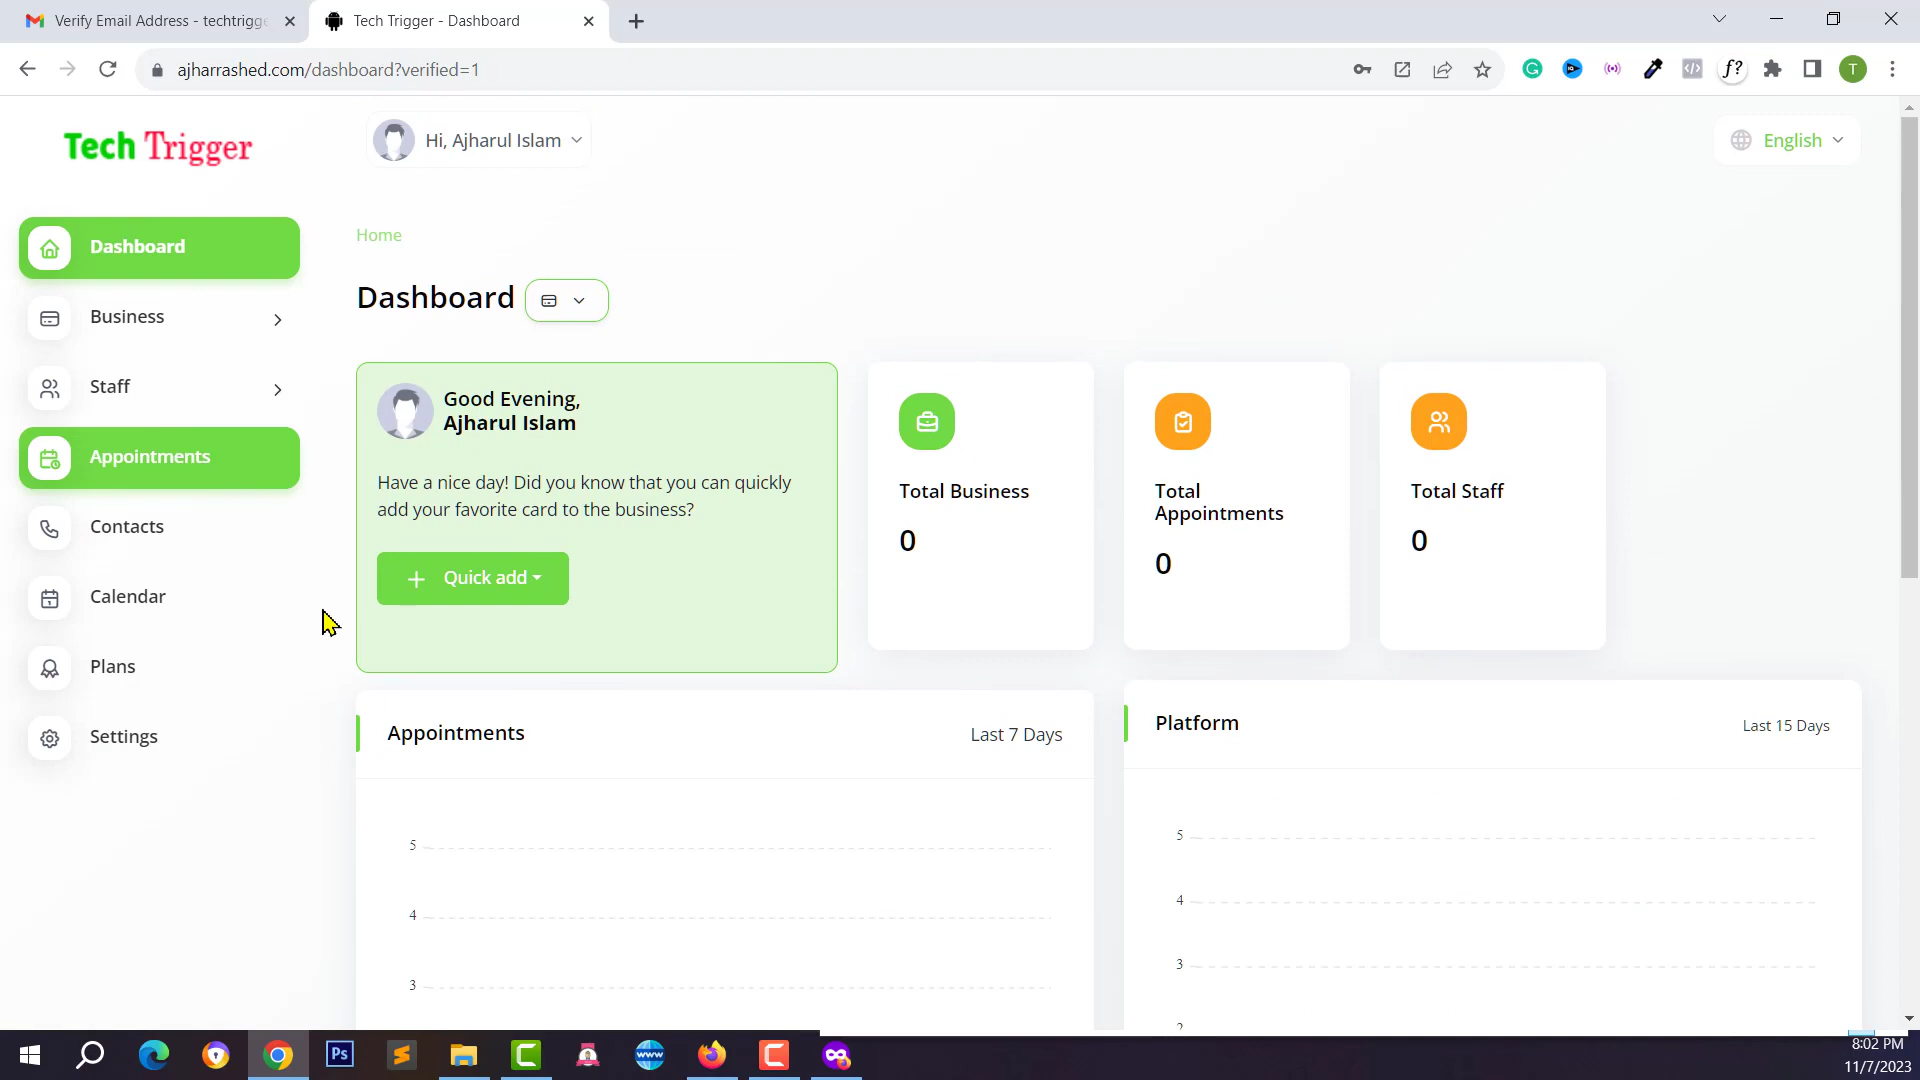 Verify Email Address - techtrigge
Tech Trigger - Dashboard
ajharrashed.com/dashboard?verified=1
f?
T
Tech Trigger
Hi, Ajharul Islam
English
Dashboard
Business
Staff
Appointments
Contacts
Calendar
Plans
Settings
Home
Dashboard
Good Evening,
Ajharul Islam
Have a nice day! Did you know that you can quickly
add your favorite card to the business?
Quick add
Total Business
0
Total
Appointments
0
Total Staff
0
Appointments
Last 7 Days
5
4
3
Platform
Last 15 Days
5
4
3
2
Ps
www
8:02 PM
11/7/2023